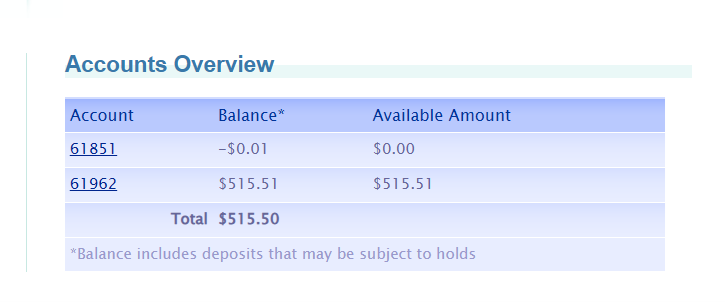 Accounts Overview
Account Balance* Available Amount
61851 -$0.01 $0.00
61962 $515.51 $515.51
Total $515.50
*Balance includes deposits that may be subject to holds